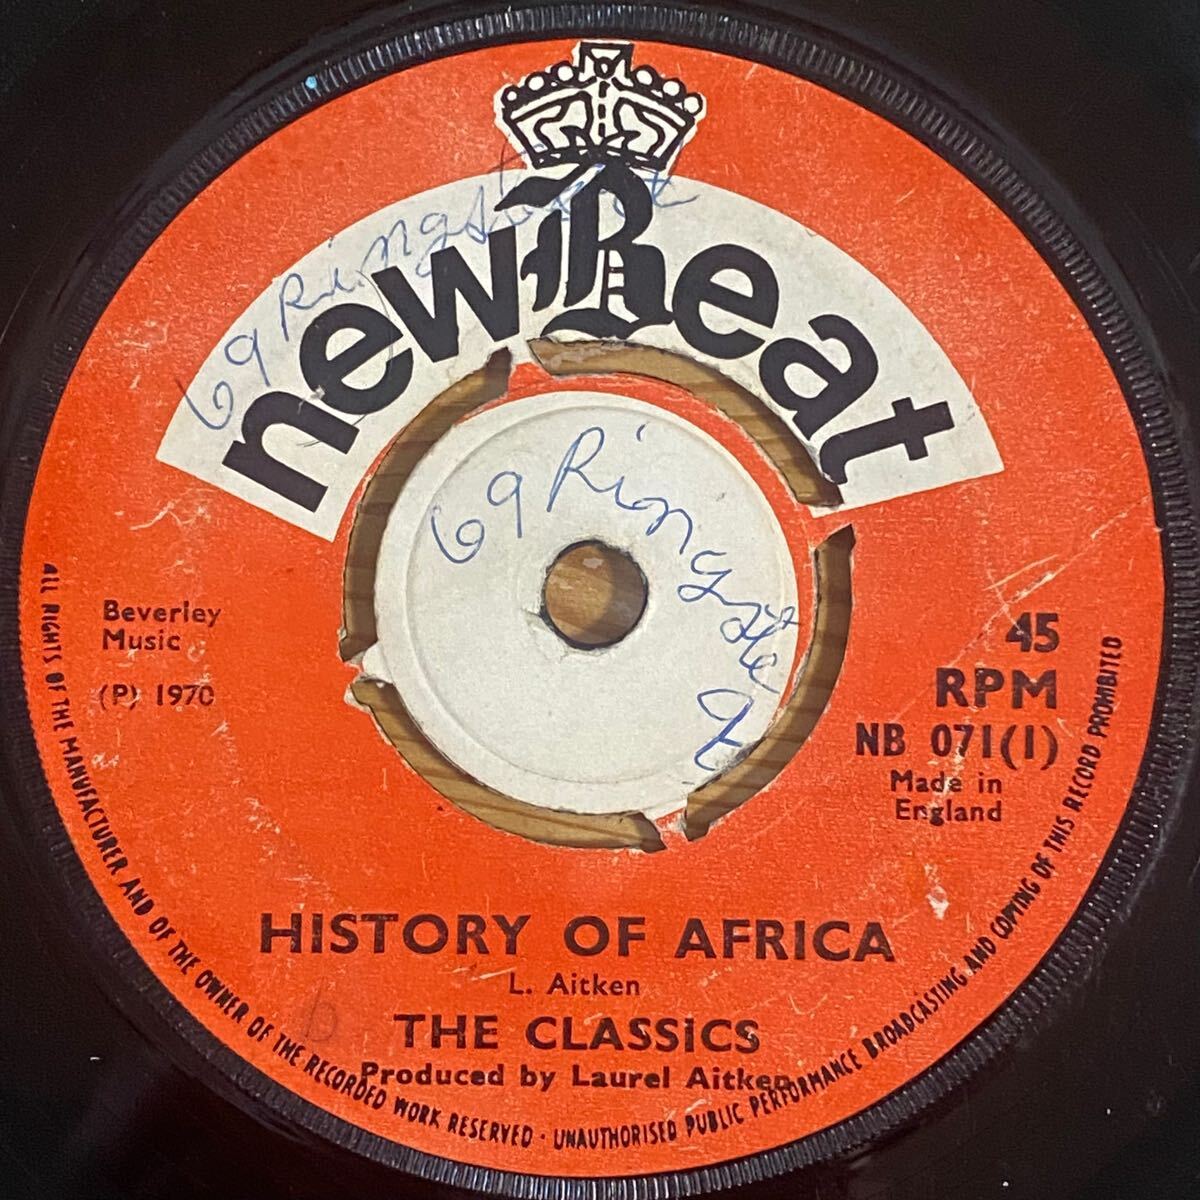 newBeat
69 Ringstead
69 Ringstead
Beverley
Music
(P) 1970
45
RPM
NB 071(1)
Made in
England
HISTORY OF AFRICA
L. Aitken
THE CLASSiCS
Produced by Laurel Aitken
ALL RIGHTS OF THE MANUFACTURER AND OF THE OWNER OF THE RECORDED WORK RESERVED · UNAUTHORISED PUBLIC PERFORMANCE BROADCASTING AND COPYING OF THIS RECORD PROHIBITED